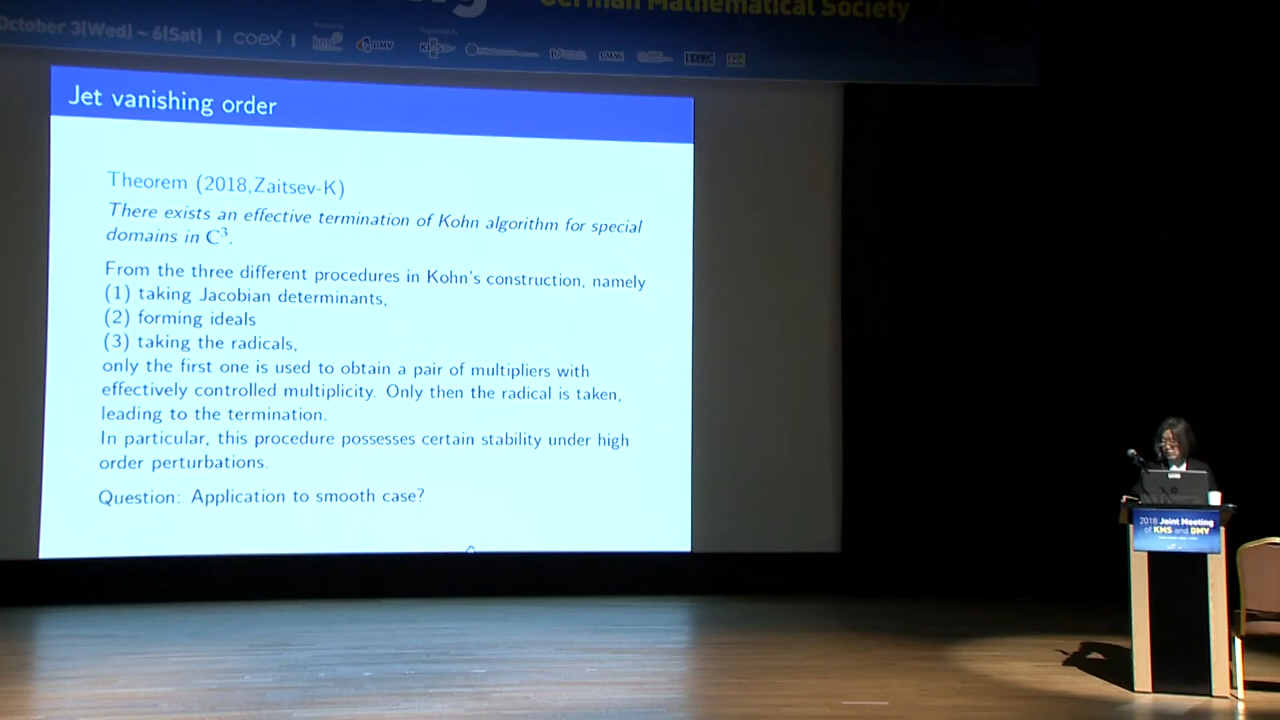 German Mathematical Society
October 3(Wed) ~ 6(Sat) | coex |
DMV
Jet vanishing order
Theorem (2018,Zaitsev-K)
There exists an effective termination of Kohn algorithm for special
domains in ℂ³.
From the three different procedures in Kohn's construction, namely
(1) taking Jacobian determinants,
(2) forming ideals
(3) taking the radicals,
only the first one is used to obtain a pair of multipliers with
effectively controlled multiplicity. Only then the radical is taken,
leading to the termination.
In particular, this procedure possesses certain stability under high
order perturbations.
Question: Application to smooth case?
2018 Joint Meeting
of KMS and DMV